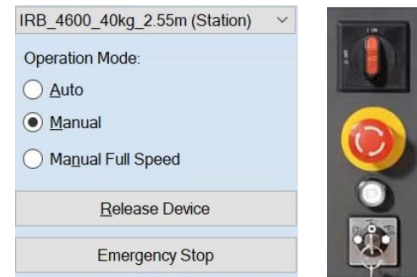 IRB_4600_40kg_2.55m (Station)
Operation Mode:
Auto
Manual
Manual Full Speed
Release Device
Emergency Stop